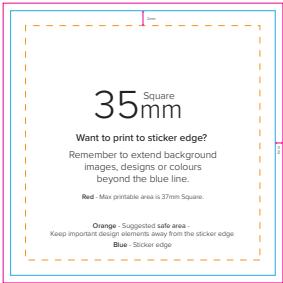 2mm
35mm Square
Want to print to sticker edge?
Remember to extend background
images, designs or colours
beyond the blue line.
Red - Max printable area is 37mm Square.
Orange - Suggested safe area -
Keep important design elements away from the sticker edge
Blue - Sticker edge